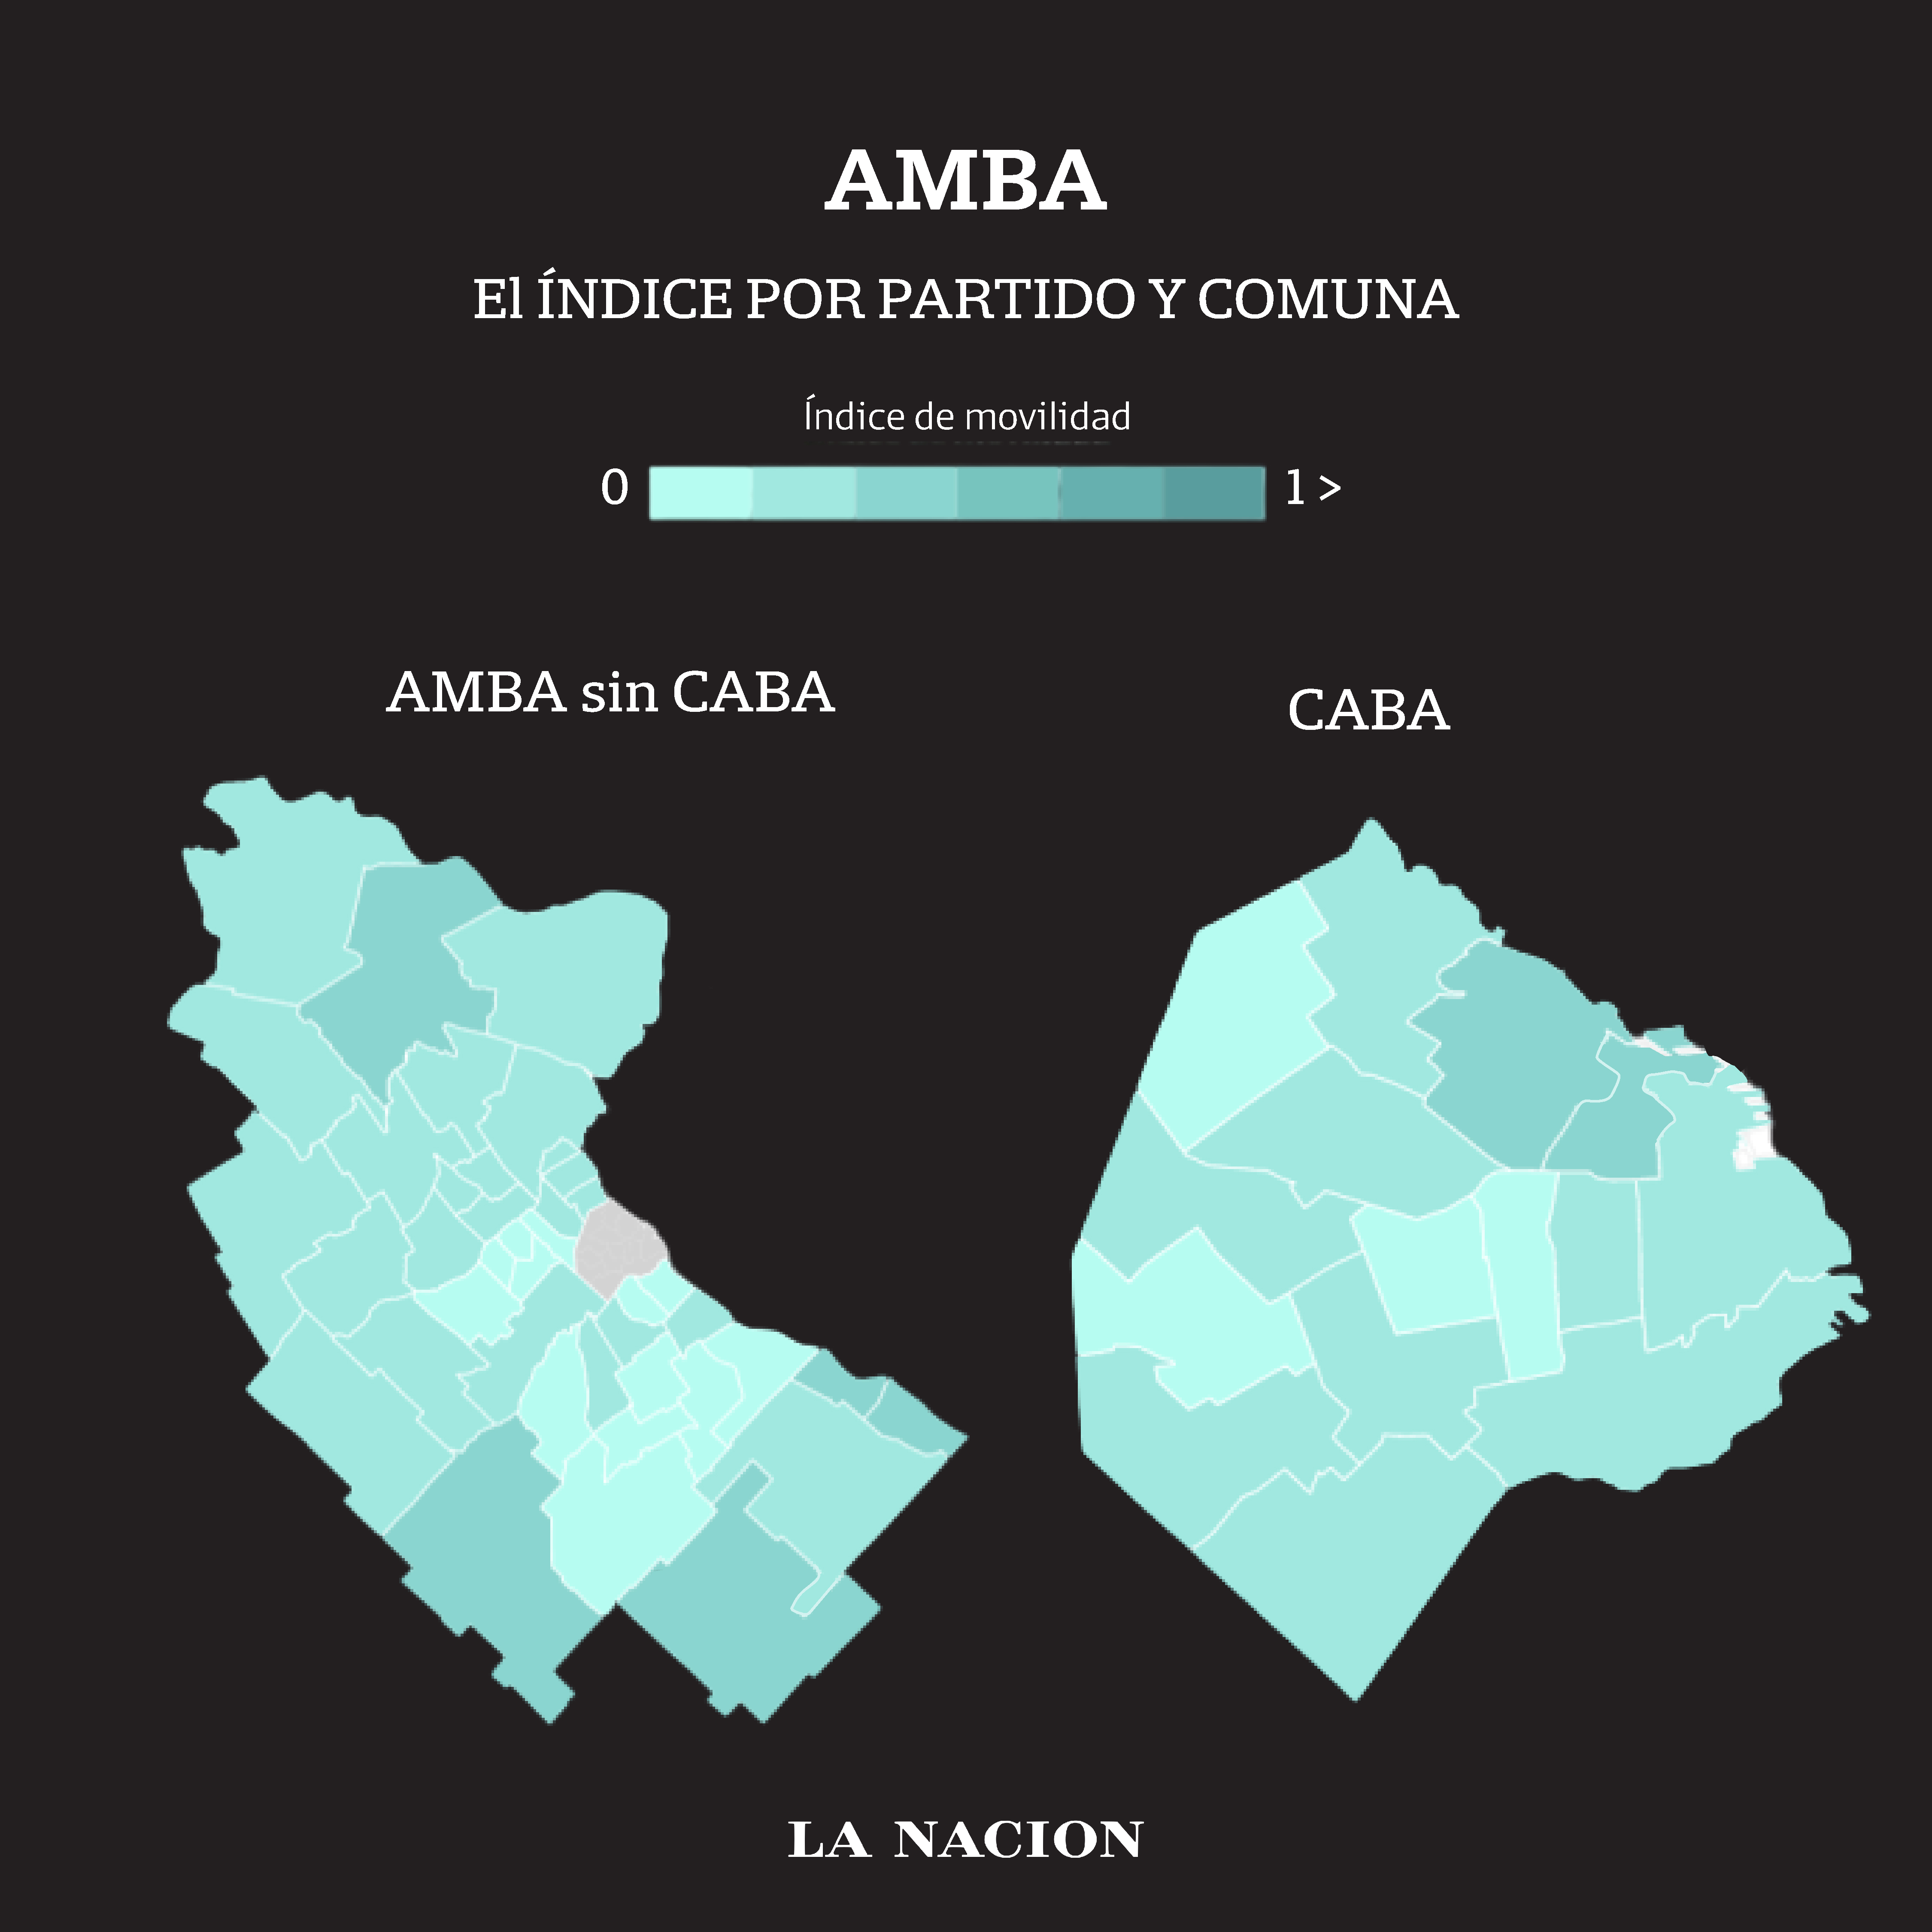 AMBA
El ÍNDICE POR PARTIDO Y COMUNA
Índice de movilidad
0 1 >
AMBA sin CABA
CABA
LA NACION